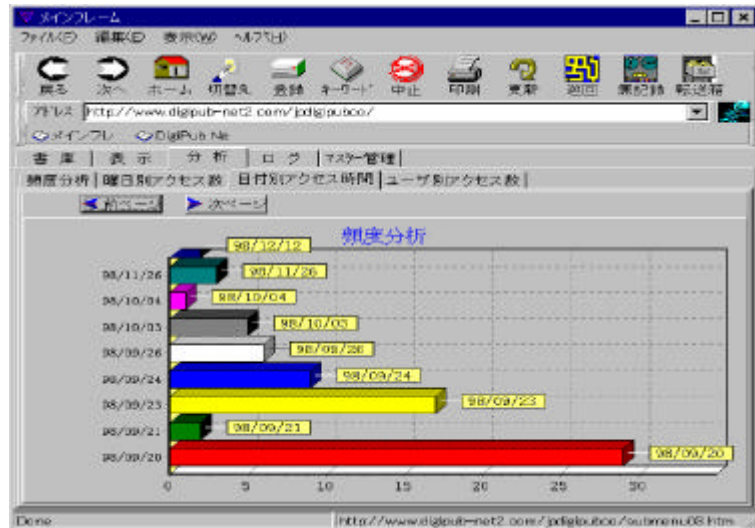 メインフレーム
ファイル(F) 編集(E) 表示(W) ヘルプ(H)
戻る 次へ ホーム 切替え 登録 キーワード 中止 印刷 更新 巡回 無記録 転送箱
アドレス http://www.digipub-net2.com/jpdigipubco/
メインフレ DigiPub Ne
書庫 表示 分析 ログ マスター管理
頻度分析 曜日別アクセス数 日付別アクセス時間 ユーザ別アクセス数
前ページ 次ページ
頻度分析
98/12/12
98/11/26 98/11/26
98/10/04 98/10/04
98/10/03 98/10/03
98/09/26 98/09/26
98/09/24 98/09/24
98/09/23 98/09/23
98/09/21 98/09/21
98/09/20 98/09/20
0 5 10 15 20 25 30
Done http://www.digipub-net2.com/jpdigipubco/submenu08.htm